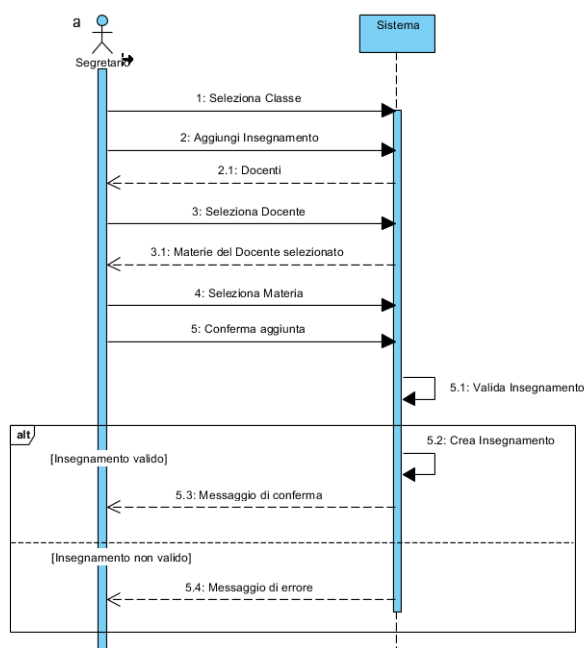 a
Segretario
Sistema
1: Seleziona Classe
2: Aggiungi Insegnamento
2.1: Docenti
3: Seleziona Docente
3.1: Materie del Docente selezionato
4: Seleziona Materia
5: Conferma aggiunta
5.1: Valida Insegnamento
alt
5.2: Crea Insegnamento
[Insegnamento valido]
5.3: Messaggio di conferma
[Insegnamento non valido]
5.4: Messaggio di errore